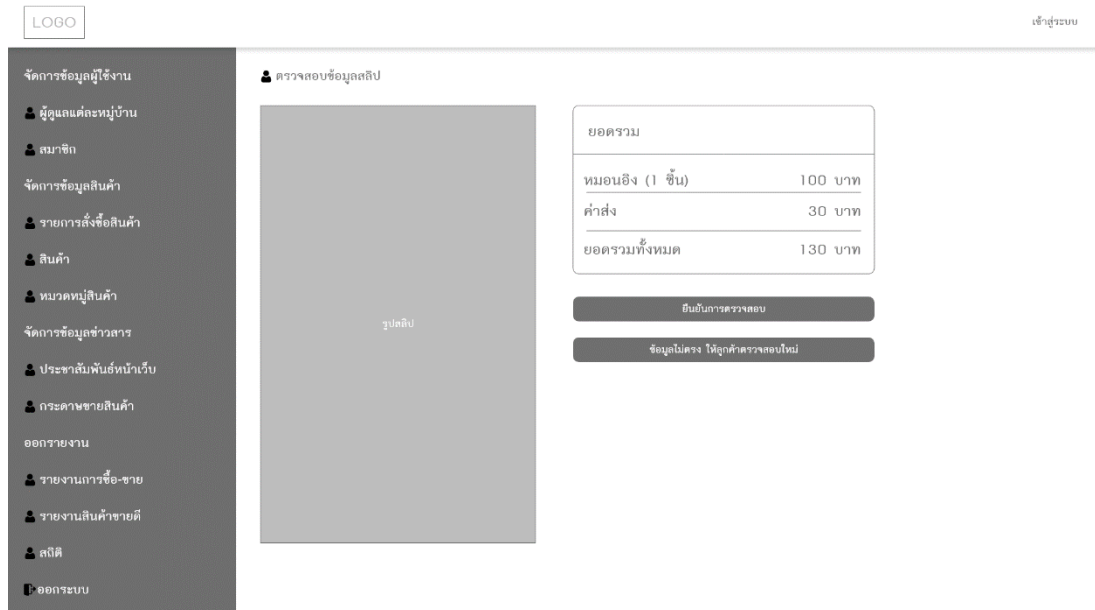 LOGO
เข้าสู่ระบบ
จัดการข้อมูลผู้ใช้งาน
ผู้ดูแลแต่ละหมู่บ้าน
สมาชิก
จัดการข้อมูลสินค้า
รายการสั่งซื้อสินค้า
สินค้า
หมวดหมู่สินค้า
จัดการข้อมูลข่าวสาร
ประชาสัมพันธ์หน้าเว็บ
กระดาษขายสินค้า
ออกรายงาน
รายงานการซื้อ-ขาย
รายงานสินค้าขายดี
สถิติ
ออกระบบ
ตรวจสอบข้อมูลสลิป
รูปสลิป
ยอดรวม
หมอนอิง (1 ชิ้น) 100 บาท
ค่าส่ง 30 บาท
ยอดรวมทั้งหมด 130 บาท
ยืนยันการตรวจสอบ
ข้อมูลไม่ตรง ให้ลูกค้าตรวจสอบใหม่